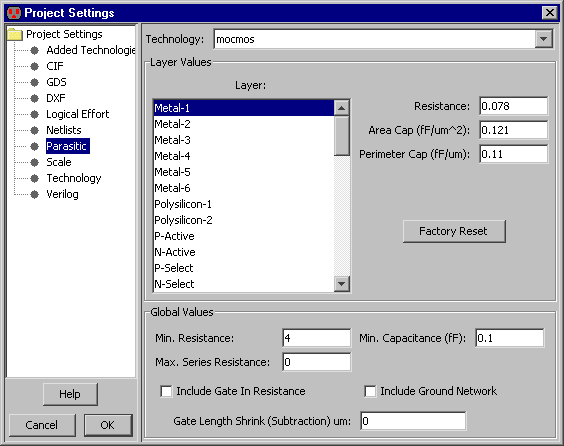 Project Settings
Project Settings
Added Technologie
CIF
GDS
DXF
Logical Effort
Netlists
Parasitic
Scale
Technology
Verilog
Help
Cancel OK
Technology: mocmos
Layer Values
Layer:
Metal-1
Metal-2
Metal-3
Metal-4
Metal-5
Metal-6
Polysilicon-1
Polysilicon-2
P-Active
N-Active
P-Select
N-Select
Resistance: 0.078
Area Cap (fF/um^2): 0.121
Perimeter Cap (fF/um): 0.11
Factory Reset
Global Values
Min. Resistance: 4 Min. Capacitance (fF): 0.1
Max. Series Resistance: 0
Include Gate In Resistance Include Ground Network
Gate Length Shrink (Subtraction) um: 0